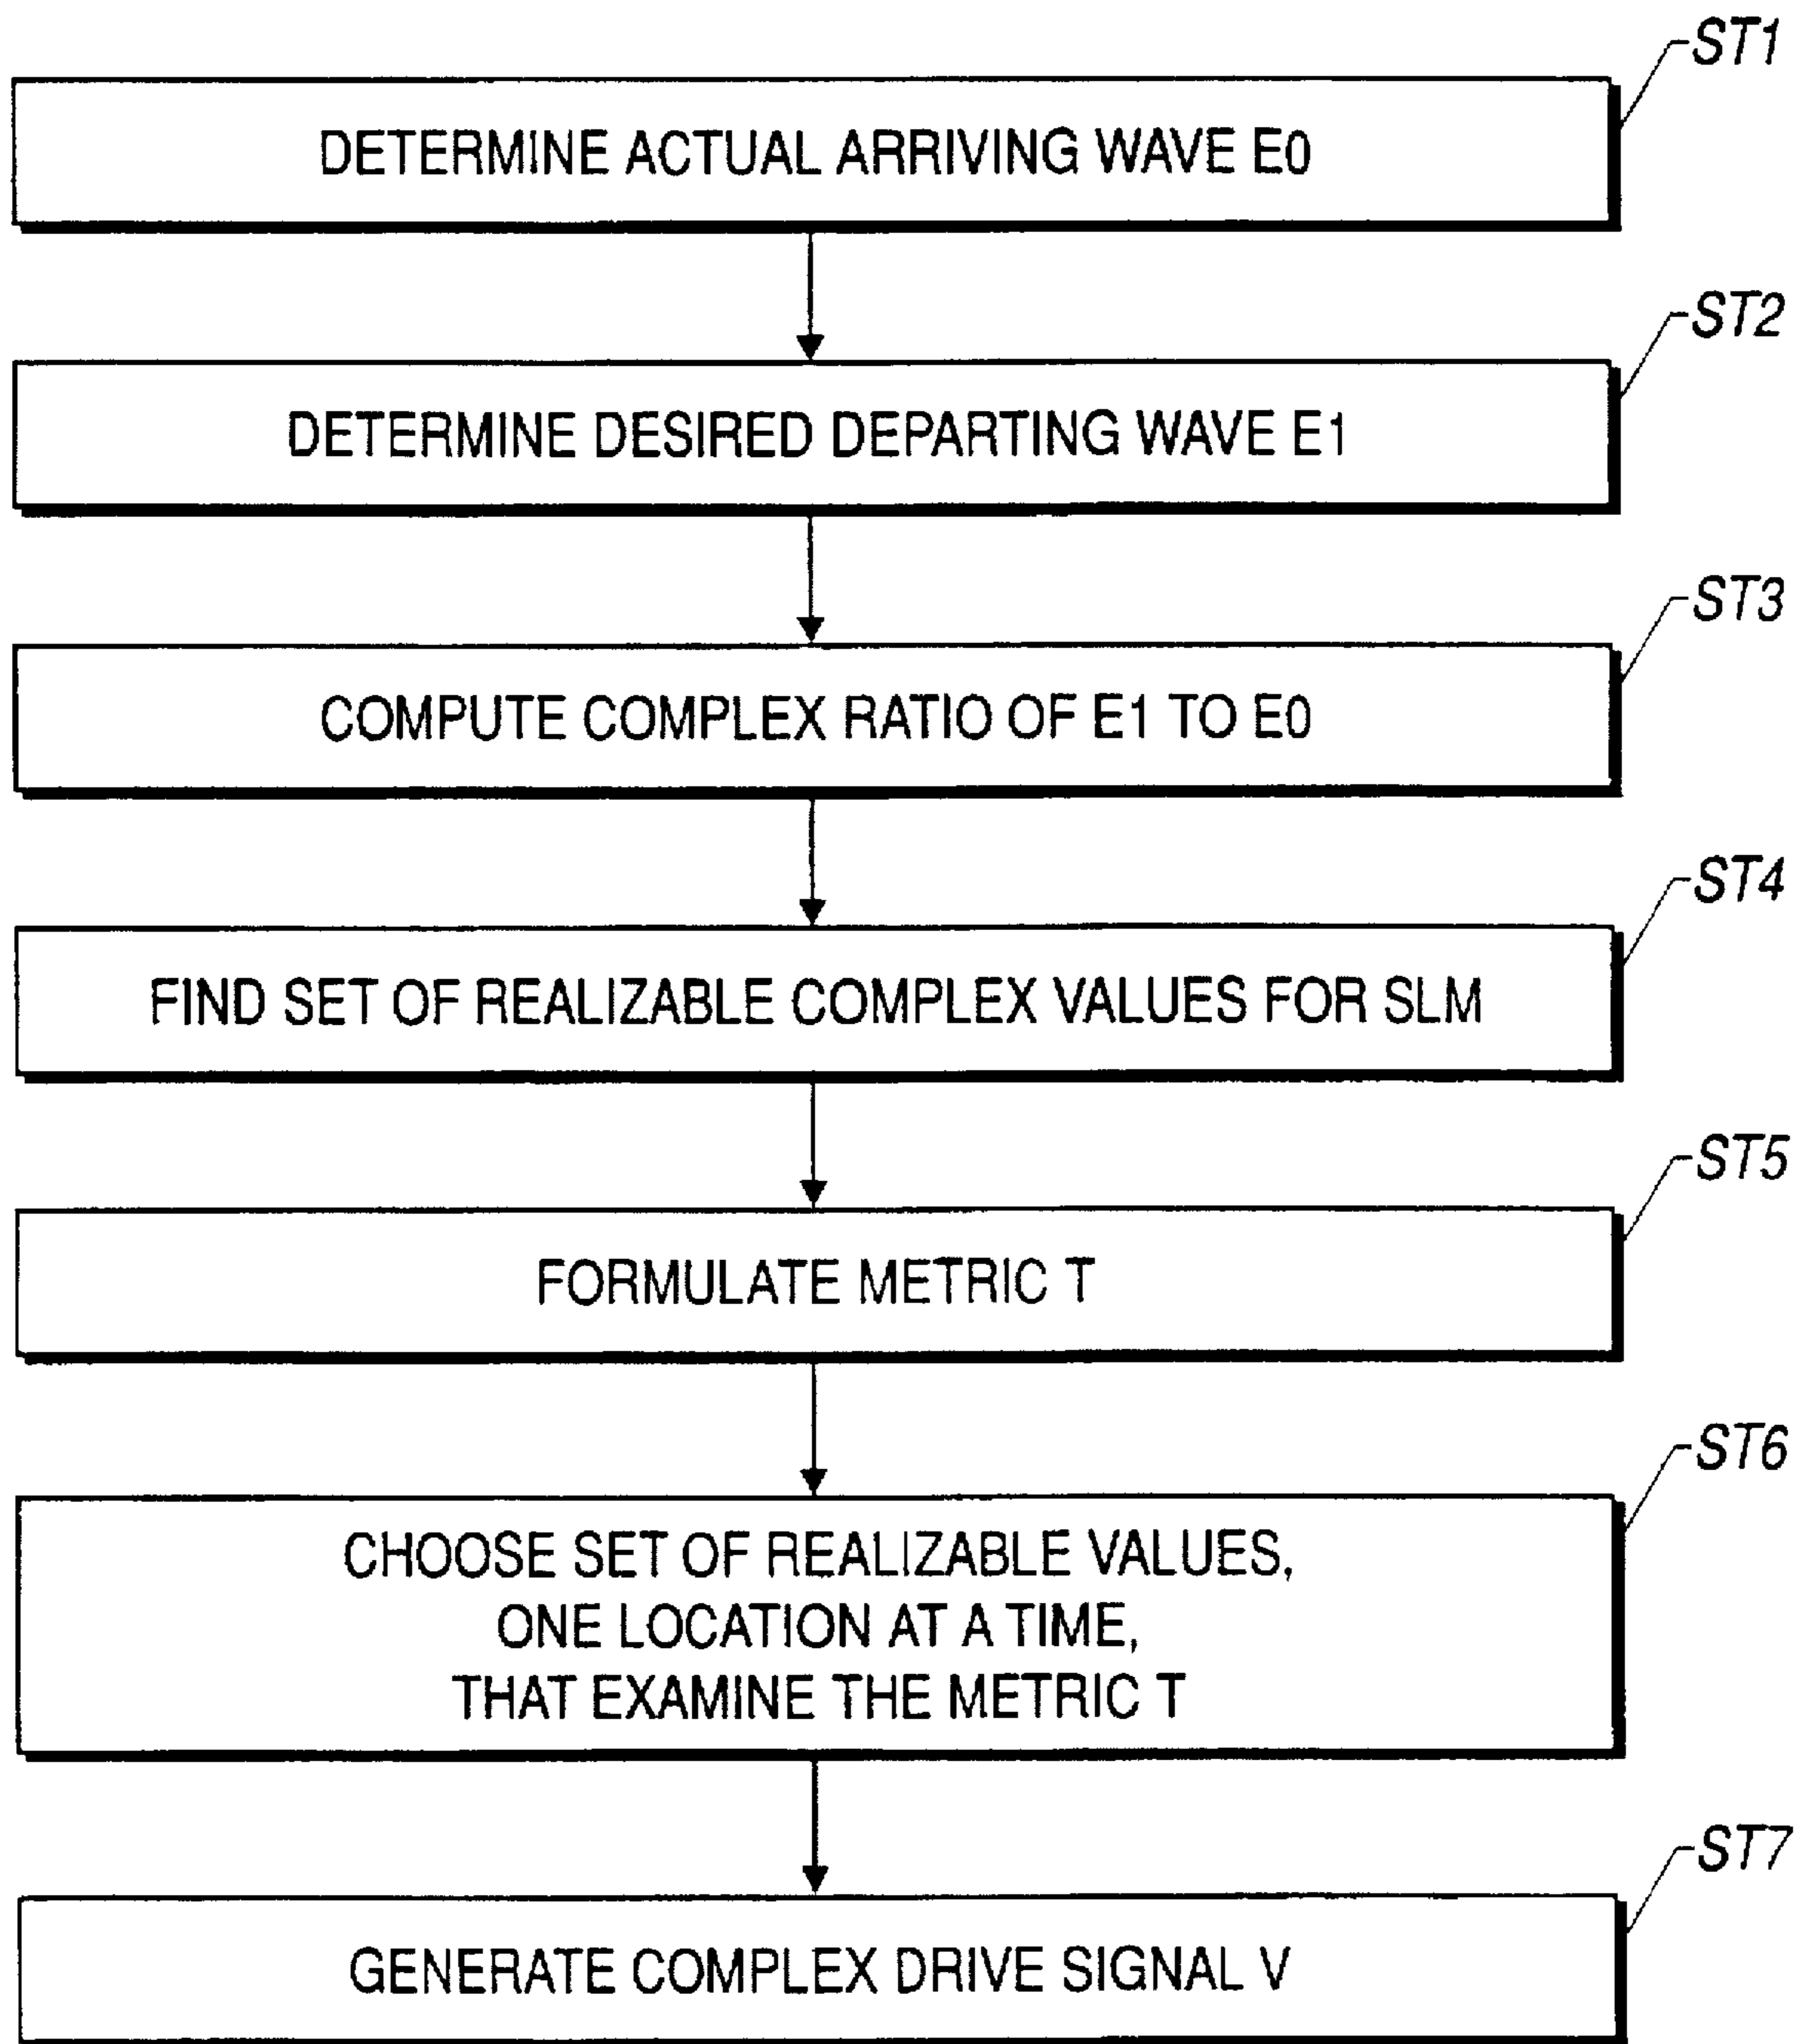 ST1
DETERMINE ACTUAL ARRIVING WAVE E0
ST2
DETERMINE DESIRED DEPARTING WAVE E1
ST3
COMPUTE COMPLEX RATIO OF E1 TO E0
ST4
FIND SET OF REALIZABLE COMPLEX VALUES FOR SLM
ST5
FORMULATE METRIC T
ST6
CHOOSE SET OF REALIZABLE VALUES,
ONE LOCATION AT A TIME,
THAT EXAMINE THE METRIC T
ST7
GENERATE COMPLEX DRIVE SIGNAL V